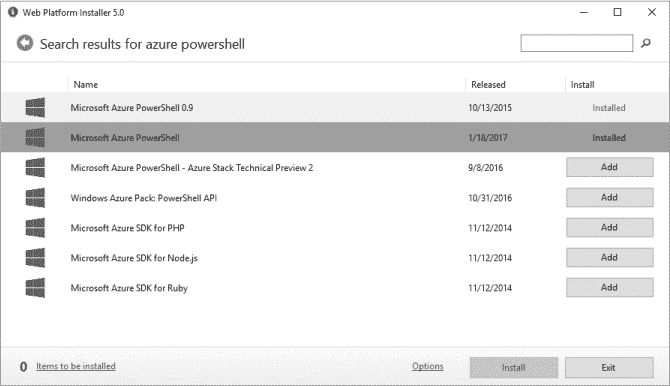 Web Platform Installer 5.0
Search results for azure powershell
Name Released Install
Microsoft Azure PowerShell 0.9 10/13/2015 Installed
Microsoft Azure PowerShell 1/18/2017 Installed
Microsoft Azure PowerShell - Azure Stack Technical Preview 2 9/8/2016 Add
Windows Azure Pack: PowerShell API 10/31/2016 Add
Microsoft Azure SDK for PHP 11/12/2014 Add
Microsoft Azure SDK for Node.js 11/12/2014 Add
Microsoft Azure SDK for Ruby 11/12/2014 Add
0 Items to be installed Options Install Exit